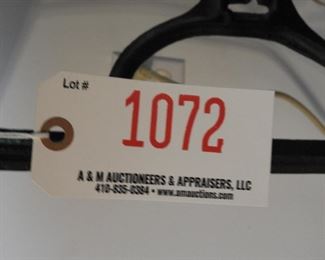 Lot #
1072
A & M AUCTIONEERS & APPRAISERS, LLC
410-835-0384 • www.amauctions.com